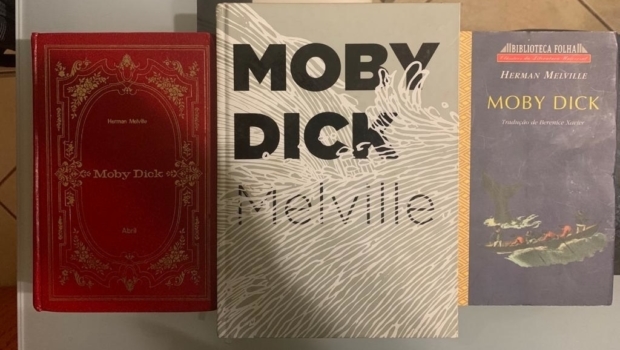 Herman Melville
Moby Dick
Abril
MOBY
DICK
Melville
BIBLIOTECA FOLHA
HERMAN MELVILLE
MOBY DICK
Tradução de Berenice Xavier